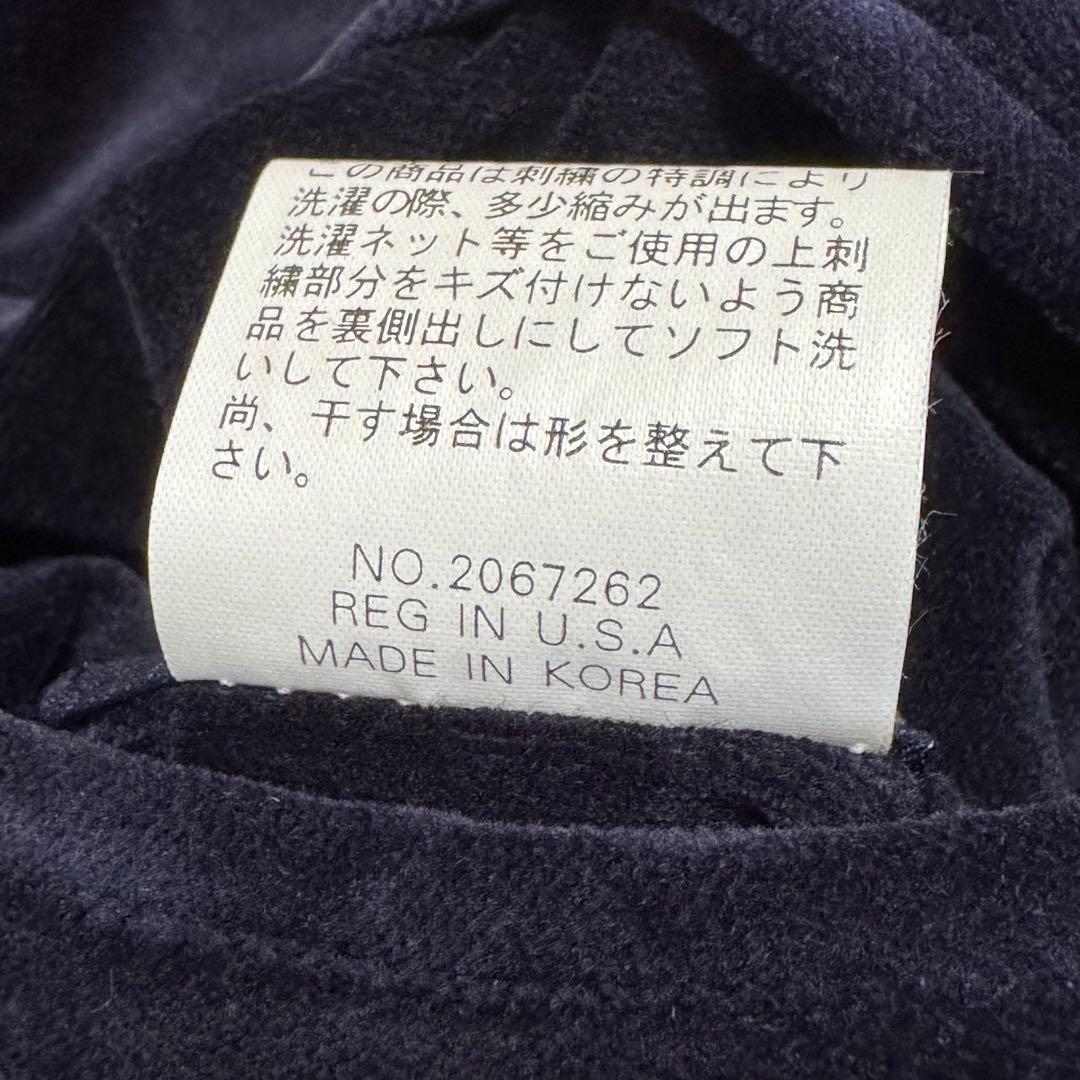 この商品は刺繍の特調により
洗濯の際、多少縮みが出ます。
洗濯ネット等をご使用の上刺
繍部分をキズ付けないよう商
品を裏側出しにしてソフト洗
いして下さい。
尚、干す場合は形を整えて下
さい。
NO.2067262
REG IN U.S.A
MADE IN KOREA